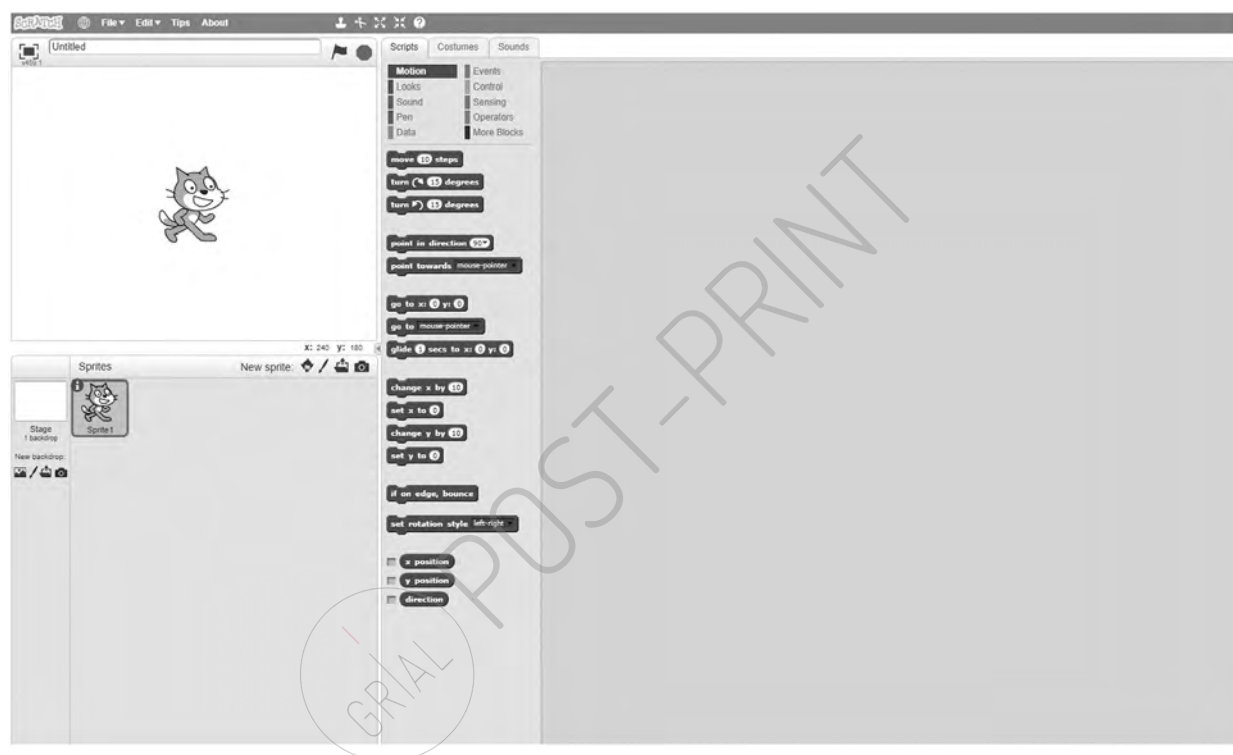 SCRATCH File Edit Tips About
Untitled
v459.1
X: 240 Y: 180
Sprites New sprite:
Stage
1 backdrop
Sprite1
New backdrop:
Scripts Costumes Sounds
Motion Events
Looks Control
Sound Sensing
Pen Operators
Data More Blocks
move 10 steps
turn 15 degrees
turn 15 degrees
point in direction 90
point towards mouse-pointer
go to x: 0 y: 0
go to mouse-pointer
glide 1 secs to x: 0 y: 0
change x by 10
set x to 0
change y by 10
set y to 0
if on edge, bounce
set rotation style left-right
x position
y position
direction
POST-PRINT
GRIAL